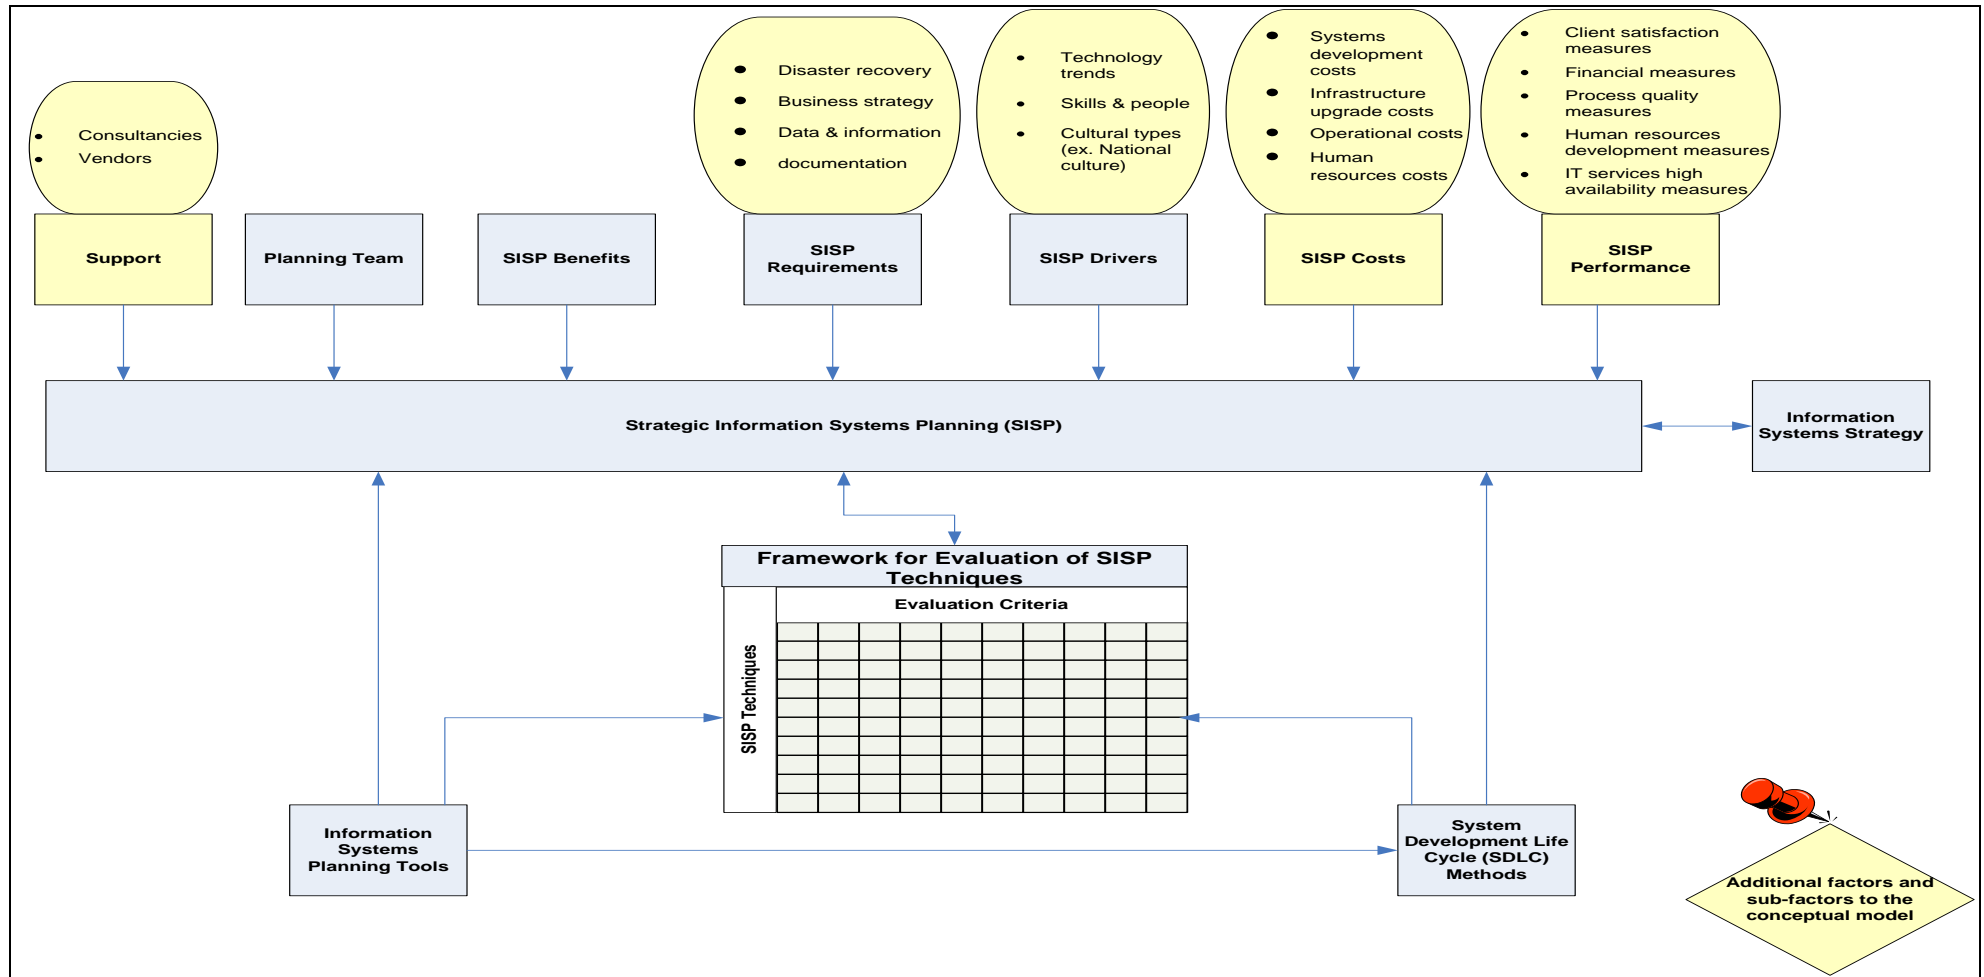 • Consultancies
• Vendors
• Disaster recovery
• Business strategy
• Data & information
• documentation
• Technology
trends
• Skills & people
• Cultural types
(ex. National
culture)
• Systems
development
costs
• Infrastructure
upgrade costs
• Operational costs
• Human
resources costs
• Client satisfaction
measures
• Financial measures
• Process quality
measures
• Human resources
development measures
• IT services high
availability measures
Support
Planning Team
SISP Benefits
SISP
Requirements
SISP Drivers
SISP Costs
SISP
Performance
Strategic Information Systems Planning (SISP)
Information
Systems Strategy
Framework for Evaluation of SISP
Techniques
Evaluation Criteria
SISP Techniques
Information
Systems
Planning Tools
System
Development Life
Cycle (SDLC)
Methods
Additional factors and
sub-factors to the
conceptual model